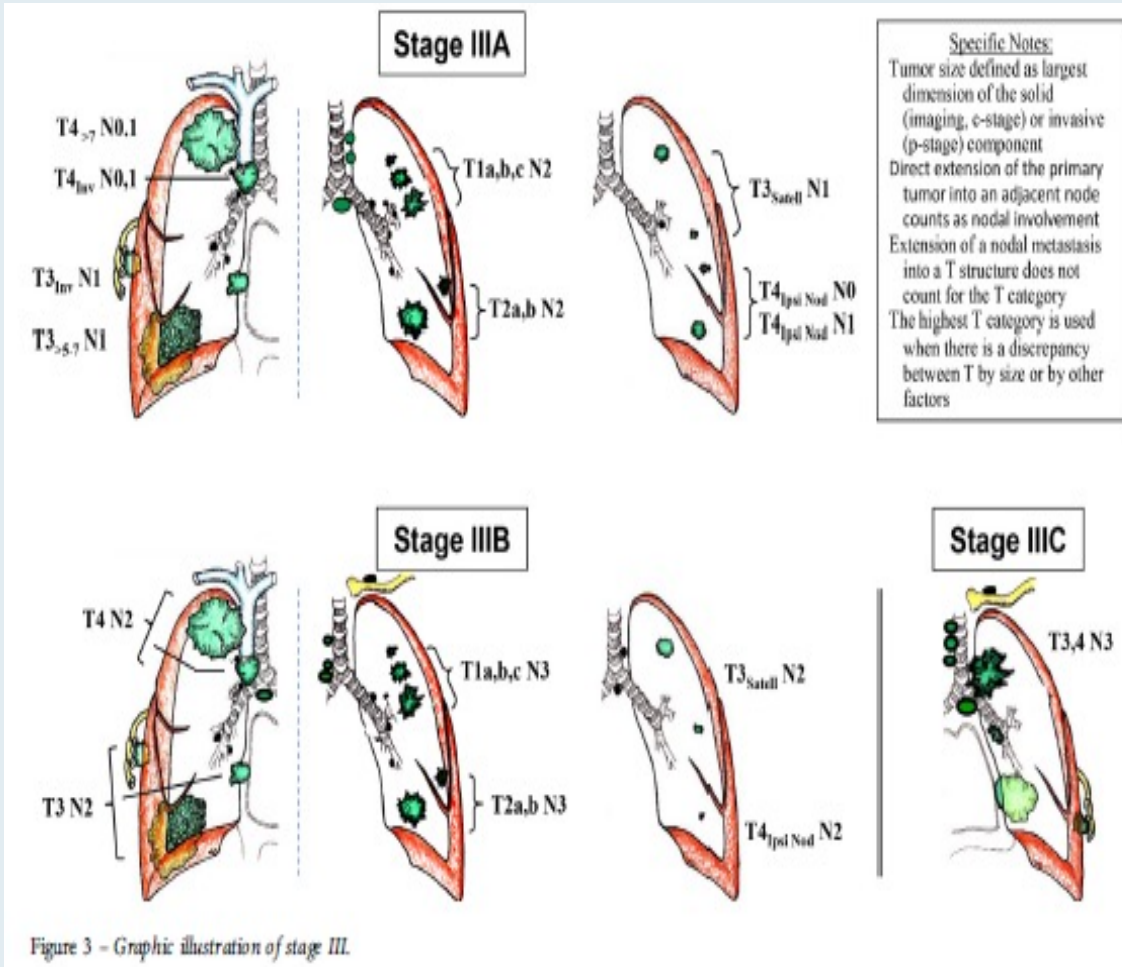 Stage IIIA
T4>7 N0,1
T4Inv N0,1
T3Inv N1
T3>5-7 N1
T1a,b,c N2
T2a,b N2
T3Satell N1
T4Ipsi Nod N0
T4Ipsi Nod N1
Specific Notes:
Tumor size defined as largest
dimension of the solid
(imaging, c-stage) or invasive
(p-stage) component
Direct extension of the primary
tumor into an adjacent node
counts as nodal involvement
Extension of a nodal metastasis
into a T structure does not
count for the T category
The highest T category is used
when there is a discrepancy
between T by size or by other
factors
Stage IIIB
T4 N2
T3 N2
T1a,b,c N3
T2a,b N3
T3Satell N2
T4Ipsi Nod N2
Stage IIIC
T3,4 N3
Figure 3 – Graphic illustration of stage III.